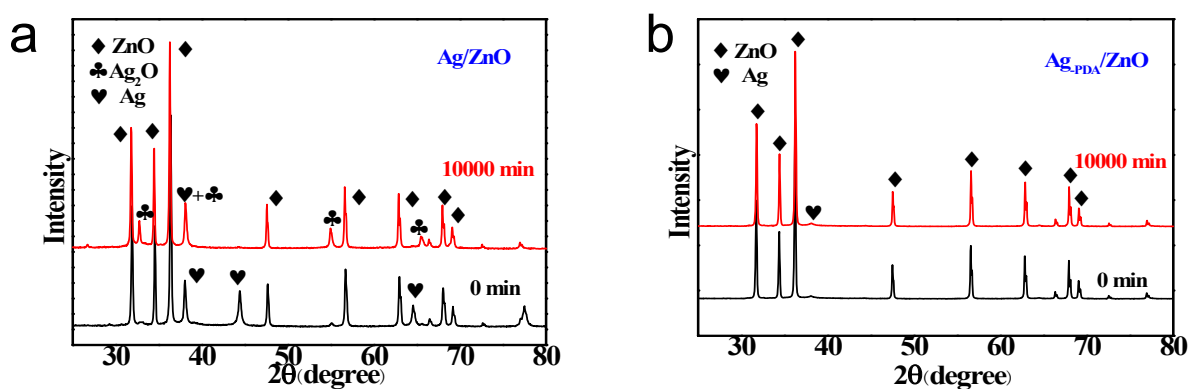 a
◆ ZnO
♣ Ag₂O
♥ Ag
Ag/ZnO
10000 min
♥+♣
0 min
Intensity
30 40 50 60 70 80
2θ(degree)
b
◆ ZnO
♥ Ag
Ag-PDA/ZnO
10000 min
0 min
Intensity
30 40 50 60 70 80
2θ(degree)